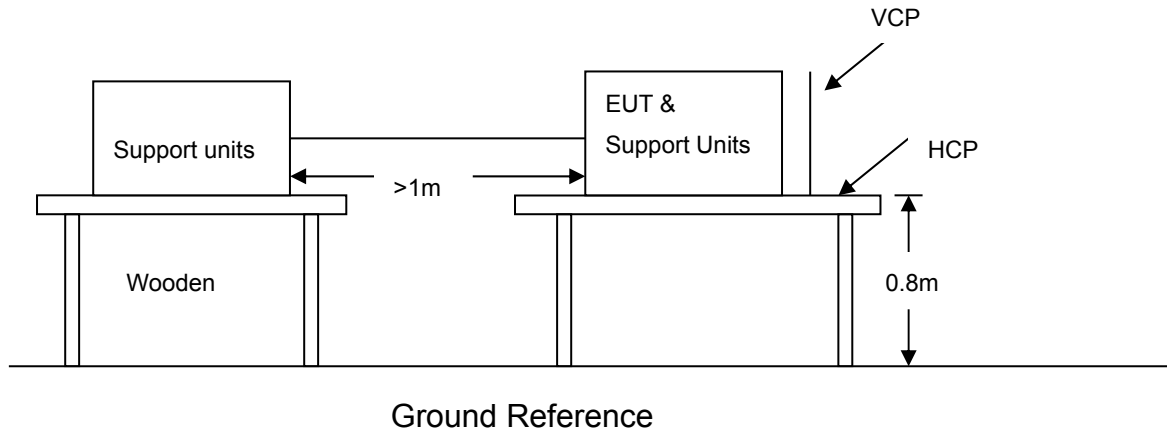 VCP
EUT &
Support Units
Support units
HCP
>1m
Wooden
0.8m
Ground Reference